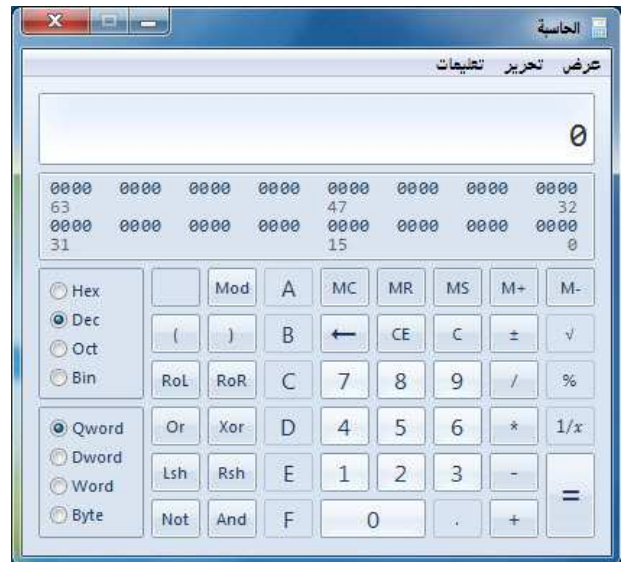 الحاسبة
عرض تحرير تعليمات
0
0000 0000 0000 0000 0000 0000 0000 0000
63 47 32
0000 0000 0000 0000 0000 0000 0000 0000
31 15 0
Hex
Dec
Oct
Bin
Qword
Dword
Word
Byte
Mod A MC MR MS M+ M-
( ) B ← CE C ± √
RoL RoR C 7 8 9 / %
Or Xor D 4 5 6 * 1/x
Lsh Rsh E 1 2 3 - =
Not And F 0 . +